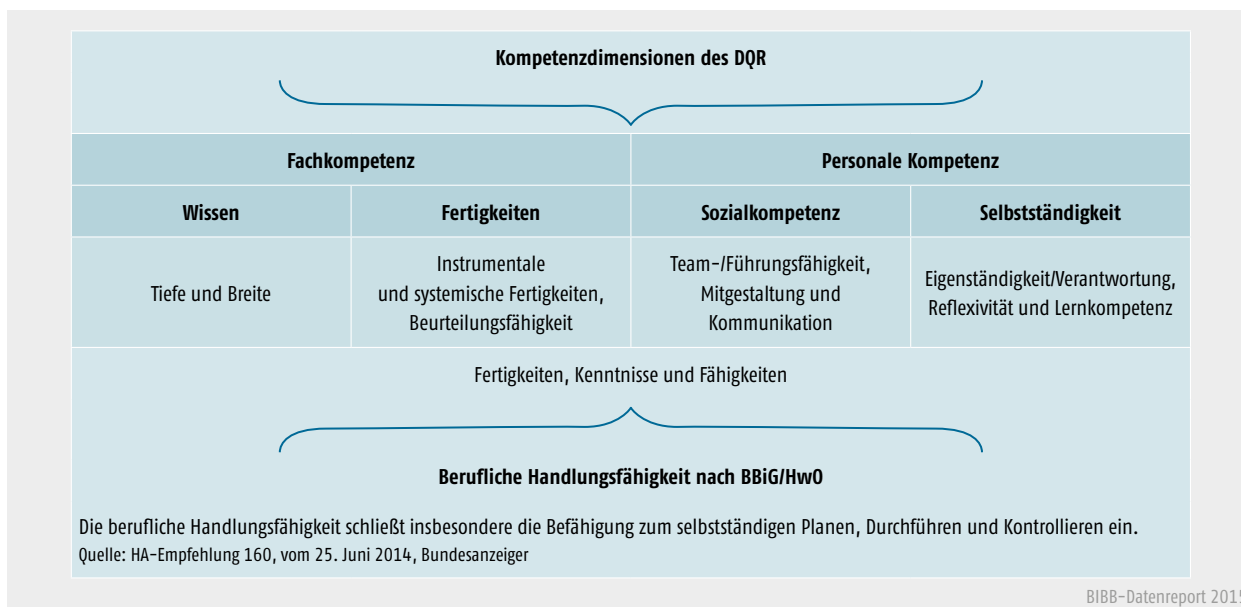 Kompetenzdimensionen des DQR
Fachkompetenz
Personale Kompetenz
Wissen
Fertigkeiten
Sozialkompetenz
Selbstständigkeit
Tiefe und Breite
Instrumentale
und systemische Fertigkeiten,
Beurteilungsfähigkeit
Team-/Führungsfähigkeit,
Mitgestaltung und
Kommunikation
Eigenständigkeit/Verantwortung,
Reflexivität und Lernkompetenz
Fertigkeiten, Kenntnisse und Fähigkeiten
Berufliche Handlungsfähigkeit nach BBiG/HwO
Die berufliche Handlungsfähigkeit schließt insbesondere die Befähigung zum selbstständigen Planen, Durchführen und Kontrollieren ein.
Quelle: HA-Empfehlung 160, vom 25. Juni 2014, Bundesanzeiger
BIBB-Datenreport 2015